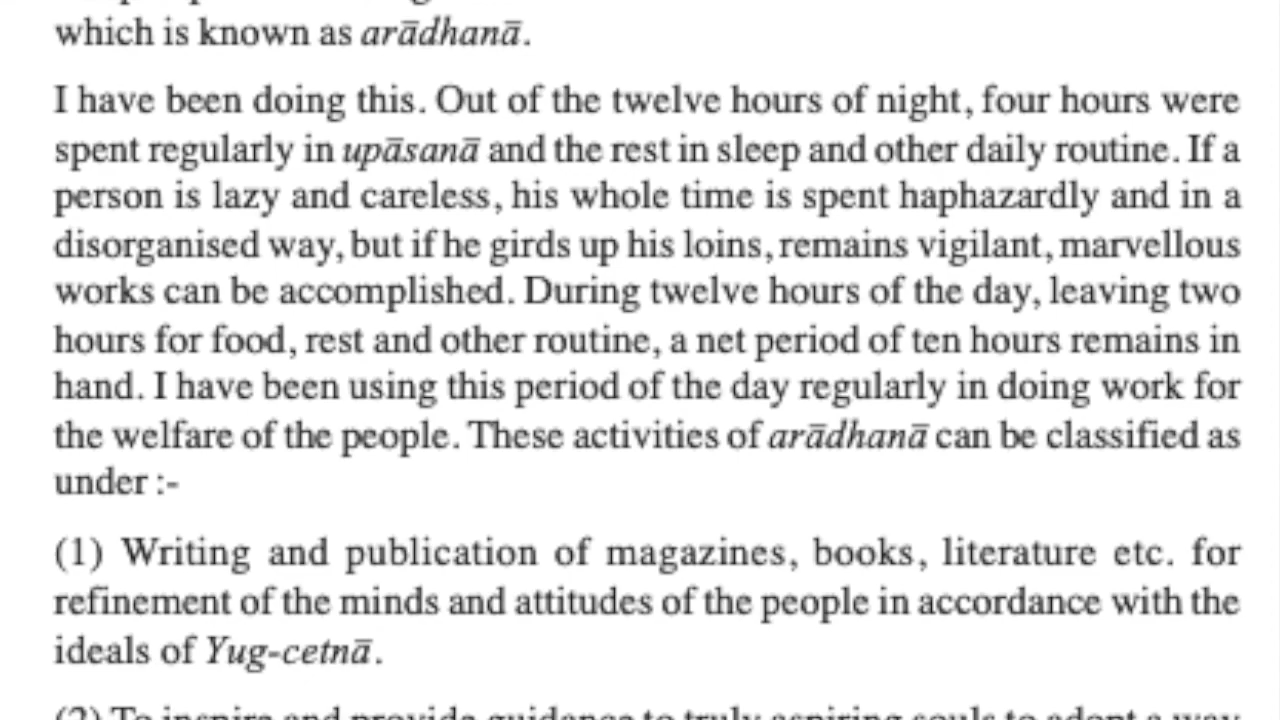 which is known as arādhanā.
I have been doing this. Out of the twelve hours of night, four hours were
spent regularly in upāsanā and the rest in sleep and other daily routine. If a
person is lazy and careless, his whole time is spent haphazardly and in a
disorganised way, but if he girds up his loins, remains vigilant, marvellous
works can be accomplished. During twelve hours of the day, leaving two
hours for food, rest and other routine, a net period of ten hours remains in
hand. I have been using this period of the day regularly in doing work for
the welfare of the people. These activities of arādhanā can be classified as
under :-
(1) Writing and publication of magazines, books, literature etc. for
refinement of the minds and attitudes of the people in accordance with the
ideals of Yug-cetnā.
(2) To inspire and provide guidance to truly aspiring souls to adopt a way